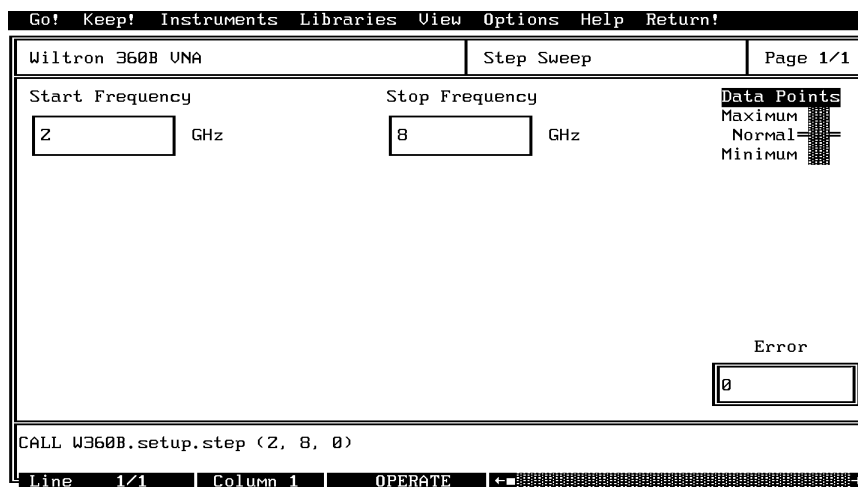 Go! Keep! Instruments Libraries View Options Help Return!
Wiltron 360B VNA Step Sweep Page 1/1
Start Frequency Stop Frequency Data Points
Maximum
2 GHz 8 GHz Normal
Minimum
Error
0
CALL W360B.setup.step (2, 8, 0)
Line 1/1 Column 1 OPERATE ←